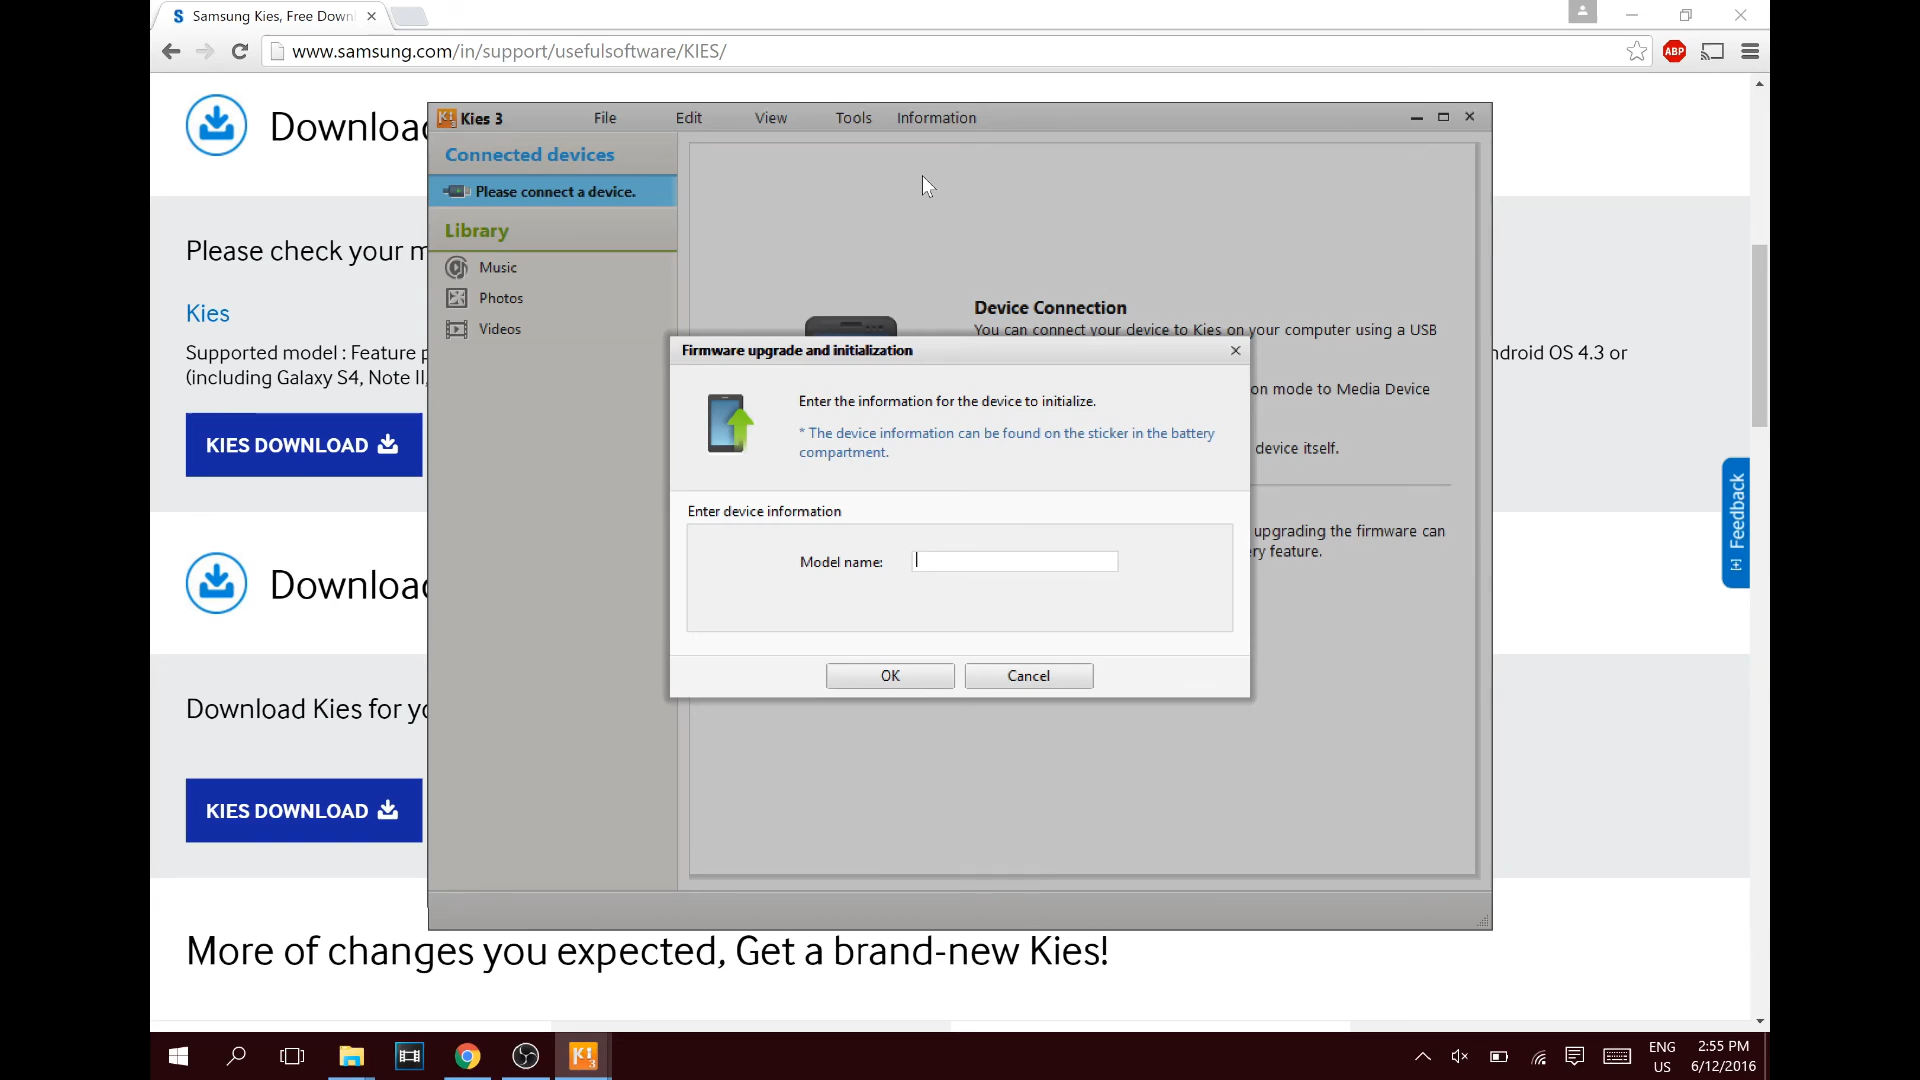 Samsung Kies, Free Down
www.samsung.com/in/support/usefulsoftware/KIES/
ABP
Kies 3
File
Edit
View
Tools
Information
Connected devices
Please connect a device.
Library
Music
Photos
Videos
Device Connection
You can connect your device to Kies on your computer using a USB
on mode to Media Device
device itself.
upgrading the firmware can
ry feature.
Firmware upgrade and initialization
Enter the information for the device to initialize.
* The device information can be found on the sticker in the battery
compartment.
Enter device information
Model name:
OK
Cancel
Please check your m
Kies
Supported model : Feature p
ndroid OS 4.3 or
(including Galaxy S4, Note II,
KIES DOWNLOAD
Download Kies for yo
KIES DOWNLOAD
More of changes you expected, Get a brand-new Kies!
[+] Feedback
ENG
US
2:55 PM
6/12/2016